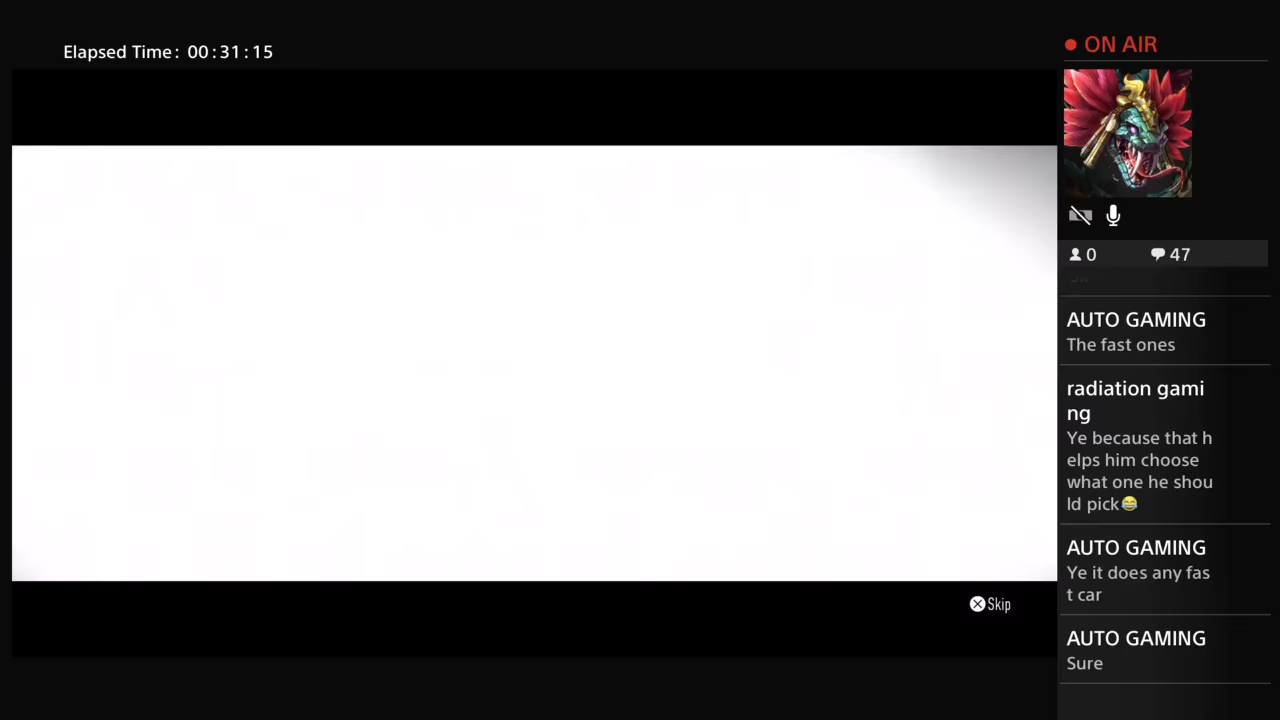 Elapsed Time: 00:31:15
ON AIR
0 47
AUTO GAMING
The fast ones
radiation gami
ng
Ye because that h
elps him choose
what one he shou
ld pick😂
AUTO GAMING
Ye it does any fas
t car
AUTO GAMING
Sure
Skip